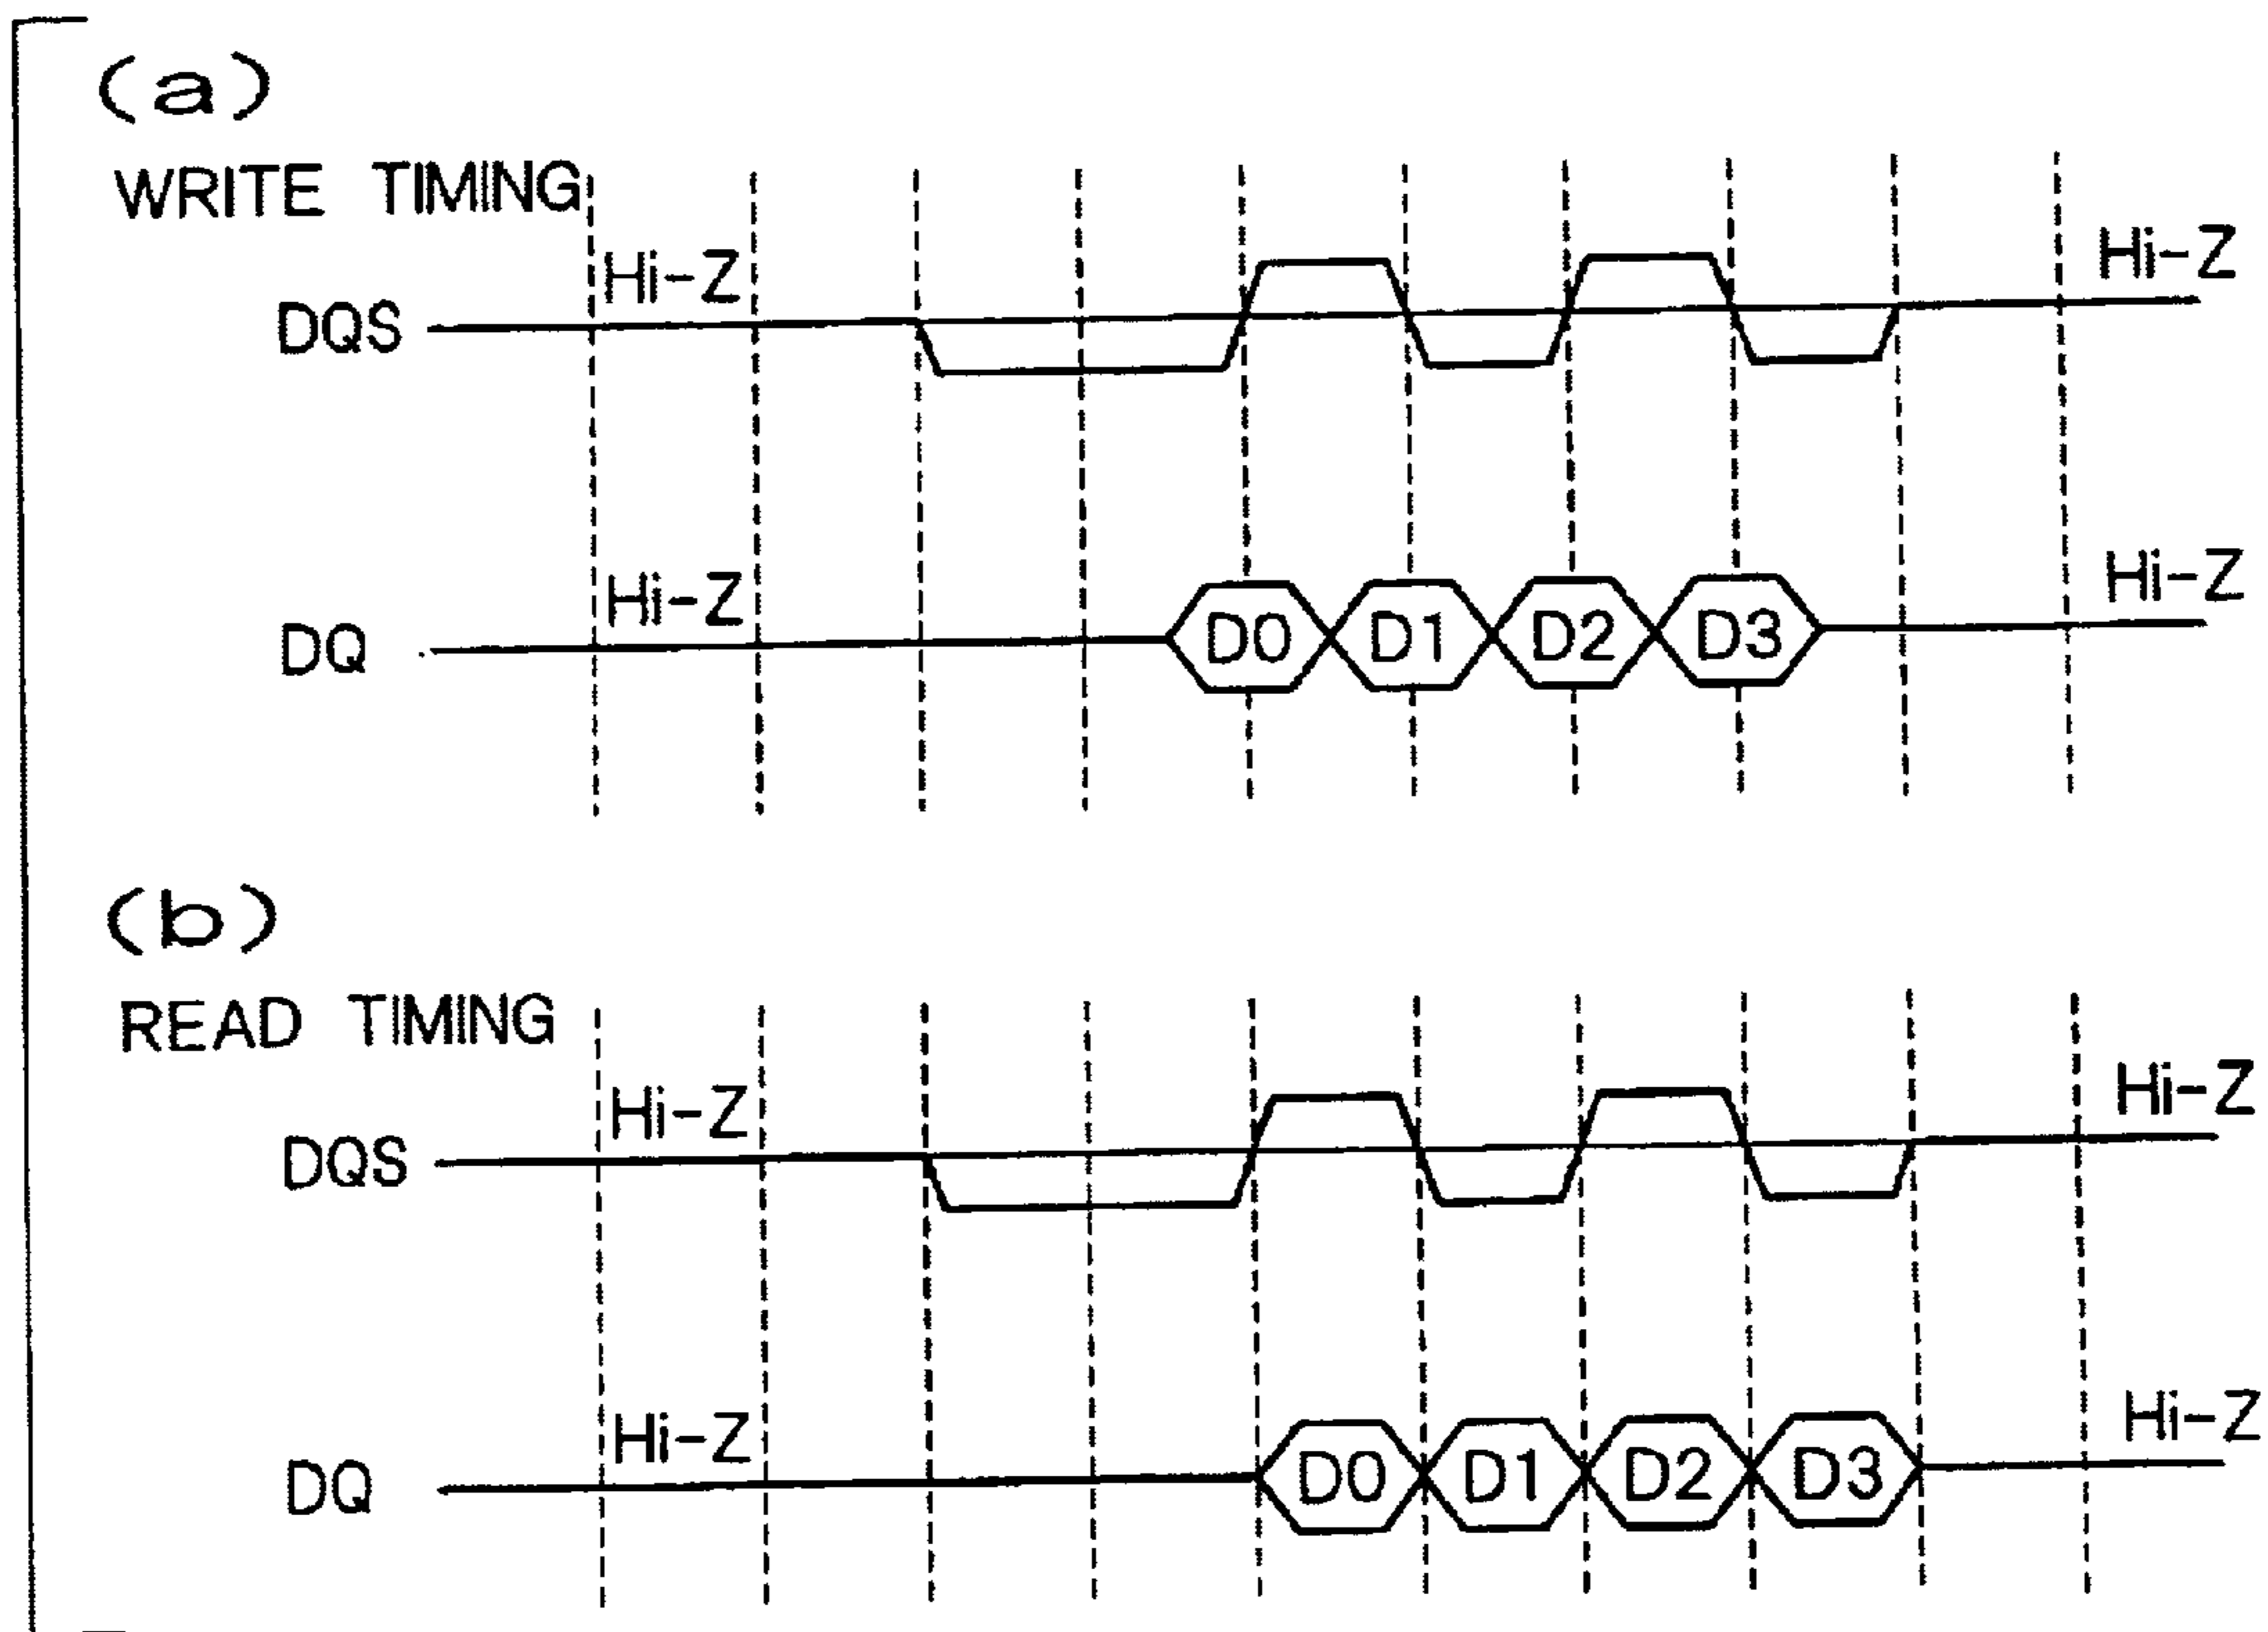 (a)
WRITE TIMING
Hi-Z Hi-Z
DQS
Hi-Z Hi-Z
DQ D0 D1 D2 D3
(b)
READ TIMING
Hi-Z Hi-Z
DQS
Hi-Z Hi-Z
DQ D0 D1 D2 D3